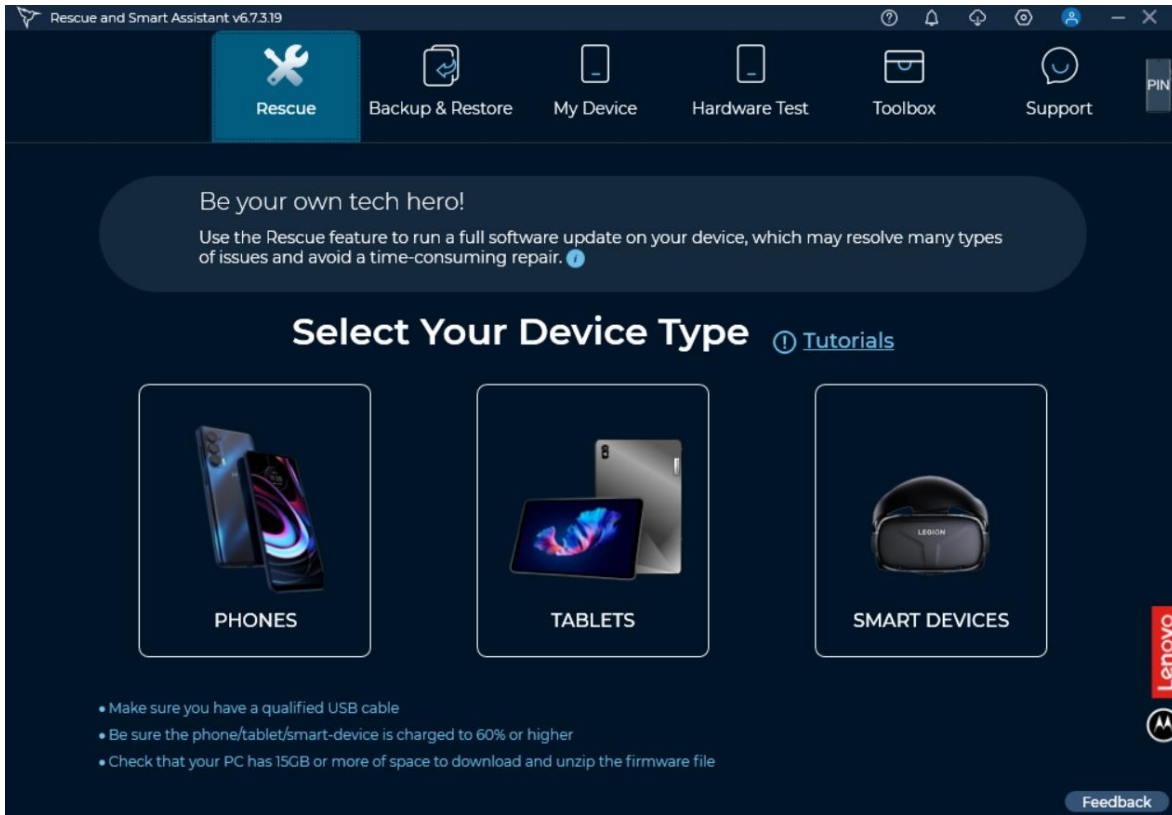 Rescue and Smart Assistant v6.7.3.19
Rescue
Backup & Restore
My Device
Hardware Test
Toolbox
Support
PIN
Be your own tech hero!
Use the Rescue feature to run a full software update on your device, which may resolve many types
of issues and avoid a time-consuming repair.
Select Your Device Type
Tutorials
LEGION
PHONES
TABLETS
SMART DEVICES
Lenovo
• Make sure you have a qualified USB cable
• Be sure the phone/tablet/smart-device is charged to 60% or higher
• Check that your PC has 15GB or more of space to download and unzip the firmware file
Feedback